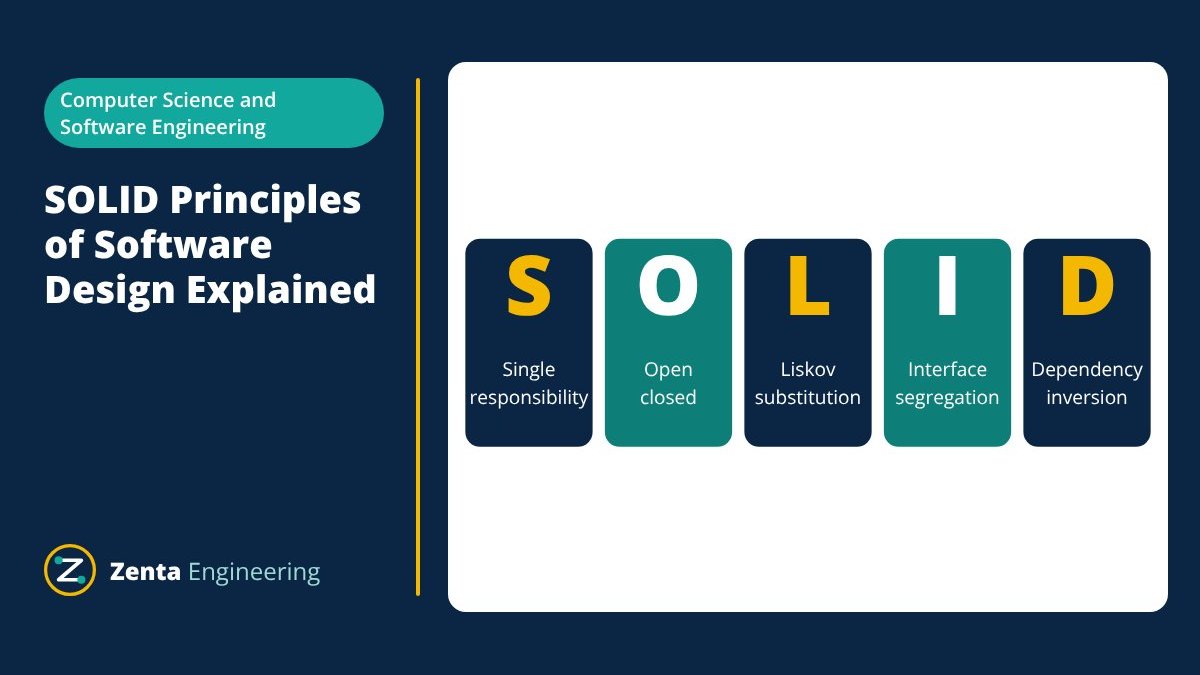 Computer Science and
Software Engineering
SOLID Principles
of Software
Design Explained
Zenta Engineering
S
Single
responsibility
O
Open
closed
L
Liskov
substitution
I
Interface
segregation
D
Dependency
inversion